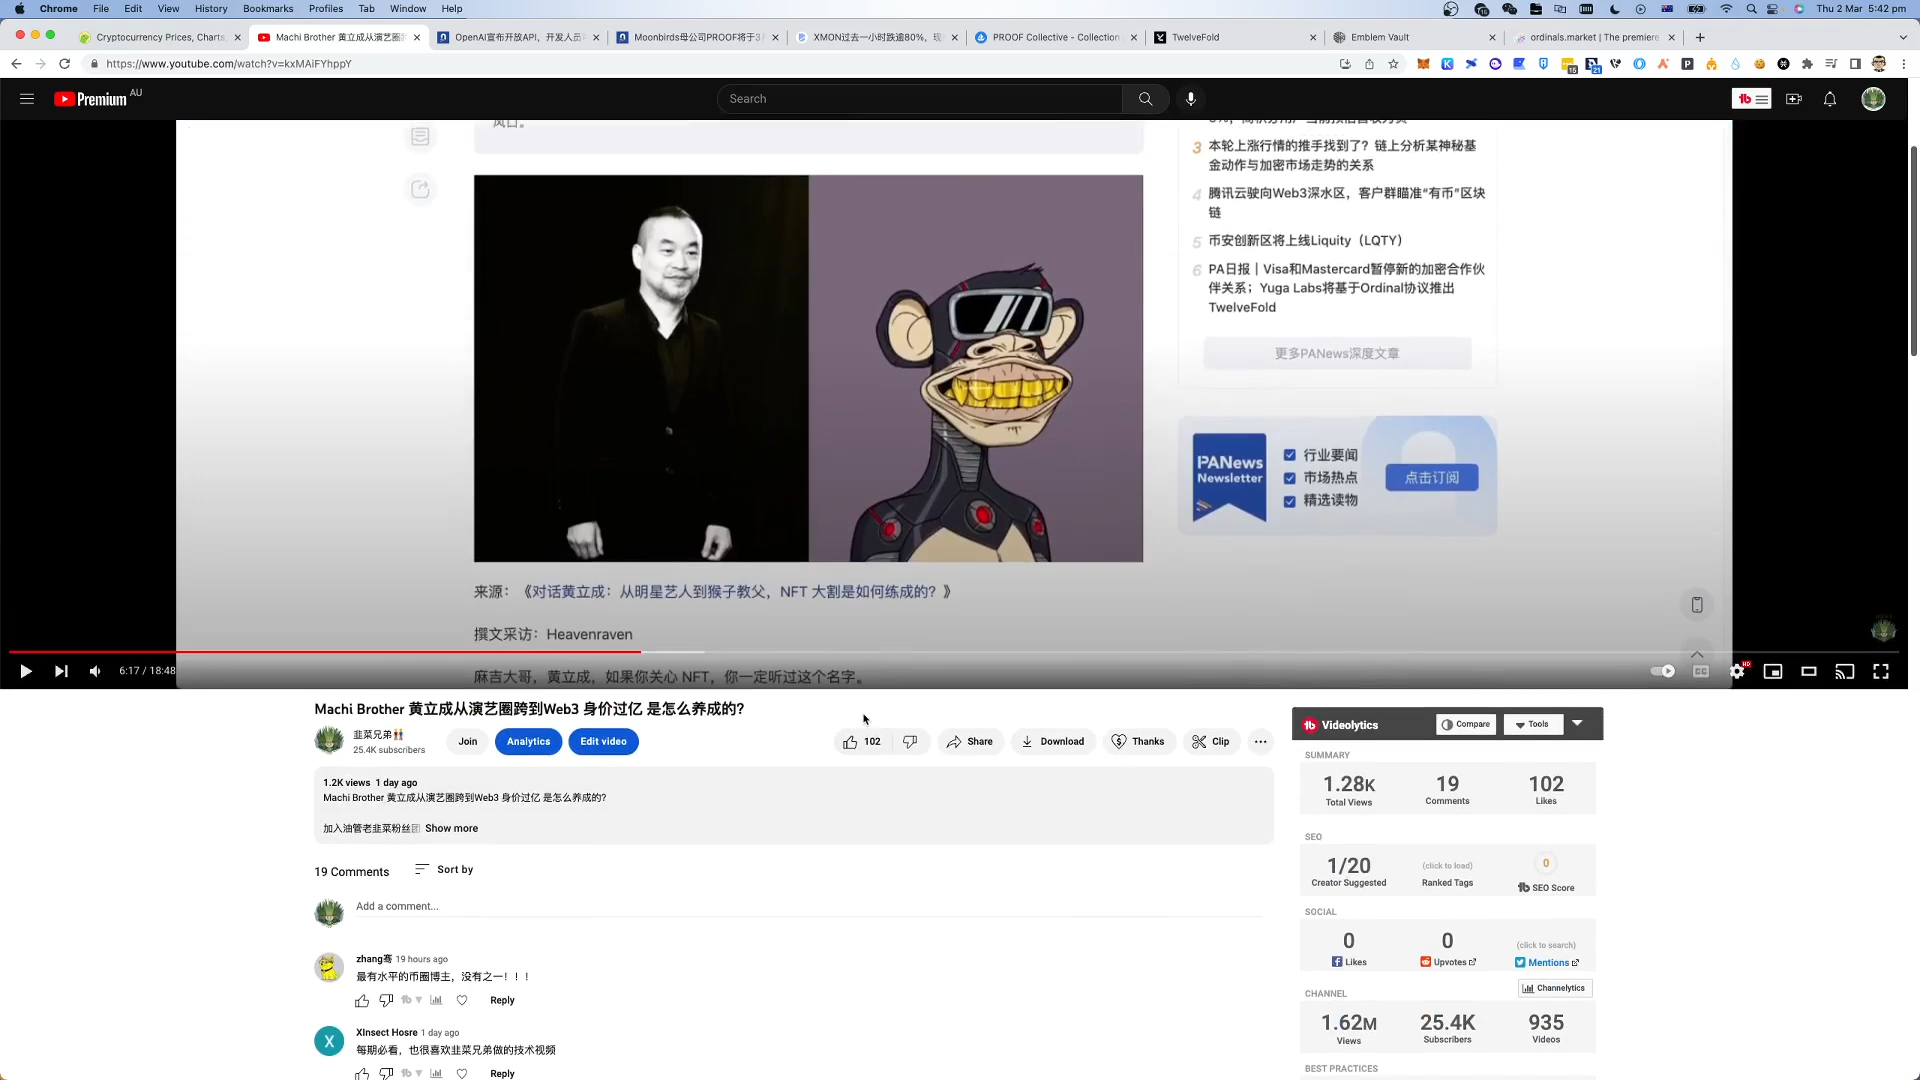 Chrome File Edit View History Bookmarks Profiles Tab Window Help Thu 2 Mar 5:42 pm
Cryptocurrency Prices, Charts
Machi Brother 黄立成从演艺圈
OpenAI宣布开放API，开发人员
Moonbirds母公司PROOF将于3
XMON过去一小时跌逾80%，现
PROOF Collective - Collection
TwelveFold
Emblem Vault
ordinals.market | The premiere
https://www.youtube.com/watch?v=kxMAiFYhppY
15
21
Premium AU
Search
风口。
3 本轮上涨行情的推手找到了？链上分析某神秘基
金动作与加密市场走势的关系
4 腾讯云驶向Web3深水区，客户群瞄准“有币”区块
链
5 币安创新区将上线Liquity（LQTY）
6 PA日报｜Visa和Mastercard暂停新的加密合作伙
伴关系；Yuga Labs将基于Ordinal协议推出
TwelveFold
更多PANews深度文章
PANews
Newsletter
行业要闻
市场热点
精选读物
点击订阅
来源：《对话黄立成：从明星艺人到猴子教父，NFT 大割是如何练成的？》
撰文采访：Heavenraven
麻吉大哥，黄立成，如果你关心 NFT，你一定听过这个名字。
6:17 / 18:48
CC
HD
Machi Brother 黄立成从演艺圈跨到Web3 身价过亿 是怎么养成的?
韭菜兄弟
25.4K subscribers
Join
Analytics
Edit video
102
Share
Download
Thanks
Clip
1.2K views 1 day ago
Machi Brother 黄立成从演艺圈跨到Web3 身价过亿 是怎么养成的?
加入油管老韭菜粉丝 Show more
19 Comments
Sort by
Add a comment...
zhang骞 19 hours ago
最有水平的币圈博主，没有之一！！！
Reply
X
XInsect Hosre 1 day ago
每期必看，也很喜欢韭菜兄弟做的技术视频
Reply
Videolytics
Compare
Tools
SUMMARY
1.28K
Total Views
19
Comments
102
Likes
SEO
1/20
Creator Suggested
(click to load)
Ranked Tags
0
SEO Score
SOCIAL
0
Likes
0
Upvotes
(click to search)
Mentions
CHANNEL
Channelytics
1.62M
Views
25.4K
Subscribers
935
Videos
BEST PRACTICES